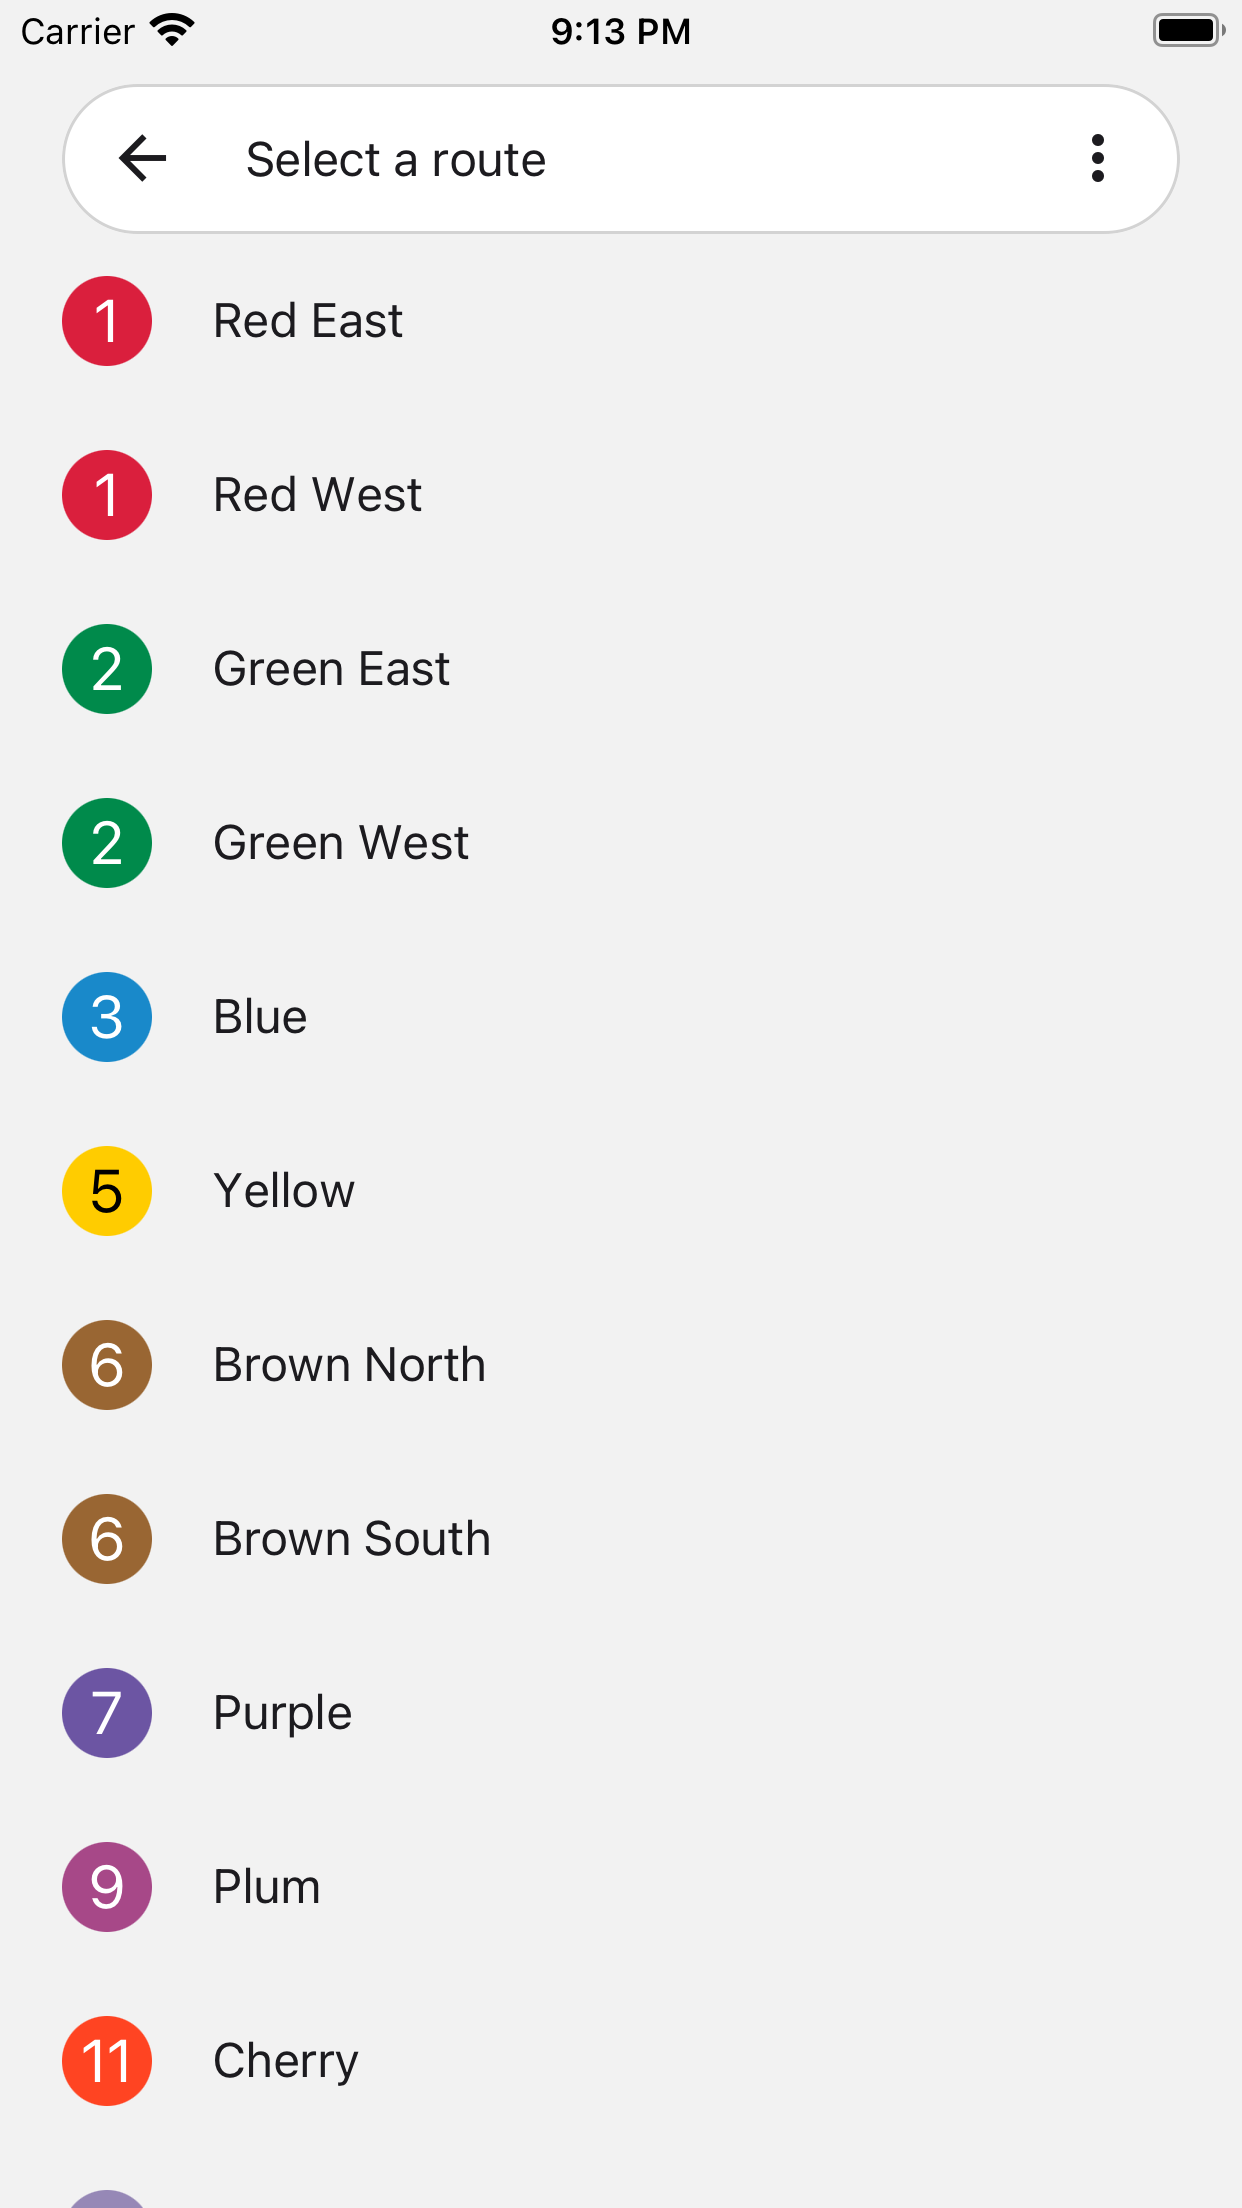 Carrier 9:13 PM
Select a route
1 Red East
1 Red West
2 Green East
2 Green West
3 Blue
5 Yellow
6 Brown North
6 Brown South
7 Purple
9 Plum
11 Cherry